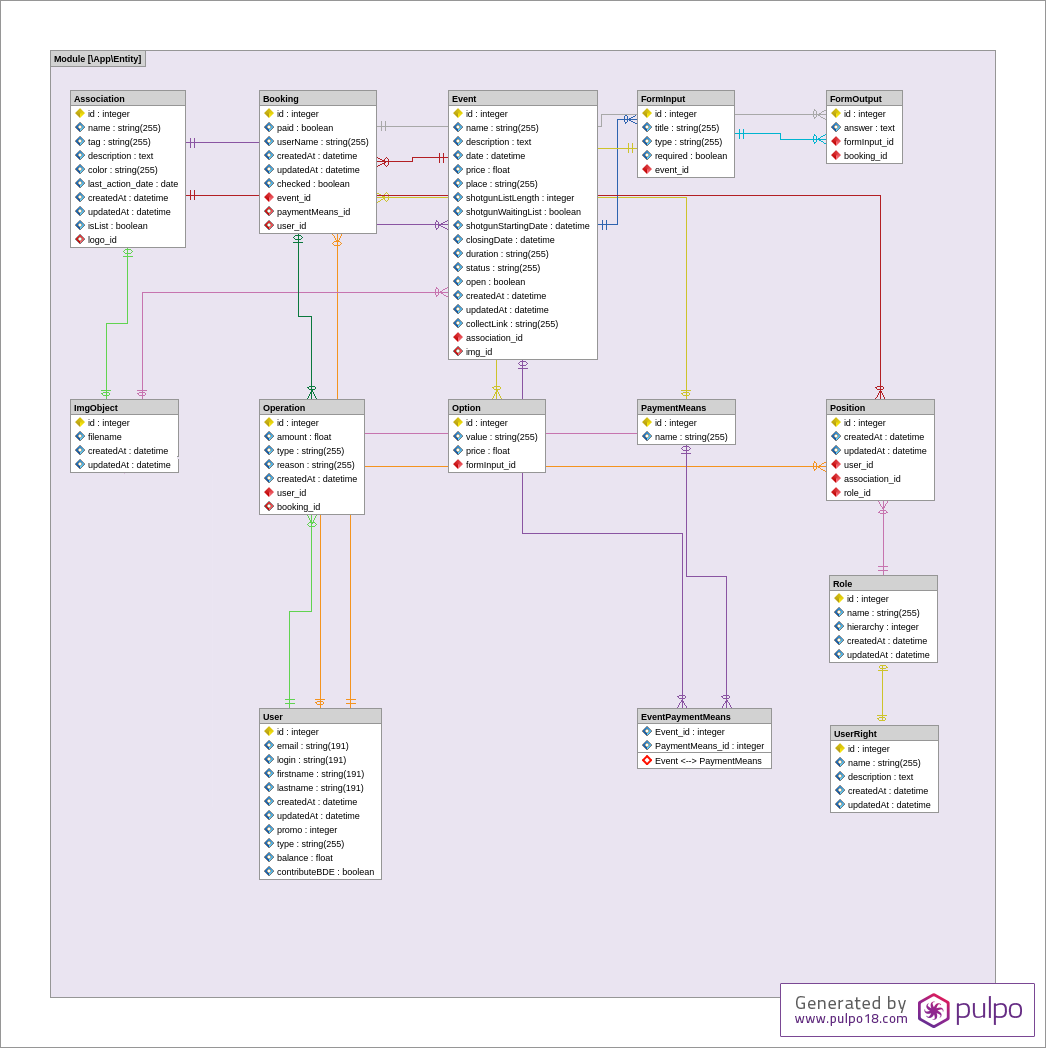 Module [\App\Entity]
Association
id : integer
name : string(255)
tag : string(255)
description : text
color : string(255)
last_action_date : date
createdAt : datetime
updatedAt : datetime
isList : boolean
logo_id
Booking
id : integer
paid : boolean
userName : string(255)
createdAt : datetime
updatedAt : datetime
checked : boolean
event_id
paymentMeans_id
user_id
Event
id : integer
name : string(255)
description : text
date : datetime
price : float
place : string(255)
shotgunListLength : integer
shotgunWaitingList : boolean
shotgunStartingDate : datetime
closingDate : datetime
duration : string(255)
status : string(255)
open : boolean
createdAt : datetime
updatedAt : datetime
collectLink : string(255)
association_id
img_id
FormInput
id : integer
title : string(255)
type : string(255)
required : boolean
event_id
FormOutput
id : integer
answer : text
formInput_id
booking_id
ImgObject
id : integer
filename
createdAt : datetime
updatedAt : datetime
Operation
id : integer
amount : float
type : string(255)
reason : string(255)
createdAt : datetime
user_id
booking_id
Option
id : integer
value : string(255)
price : float
formInput_id
PaymentMeans
id : integer
name : string(255)
Position
id : integer
createdAt : datetime
updatedAt : datetime
user_id
association_id
role_id
Role
id : integer
name : string(255)
hierarchy : integer
createdAt : datetime
updatedAt : datetime
User
id : integer
email : string(191)
login : string(191)
firstname : string(191)
lastname : string(191)
createdAt : datetime
updatedAt : datetime
promo : integer
type : string(255)
balance : float
contributeBDE : boolean
EventPaymentMeans
Event_id : integer
PaymentMeans_id : integer
Event <--> PaymentMeans
UserRight
id : integer
name : string(255)
description : text
createdAt : datetime
updatedAt : datetime
Generated by
www.pulpo18.com
pulpo